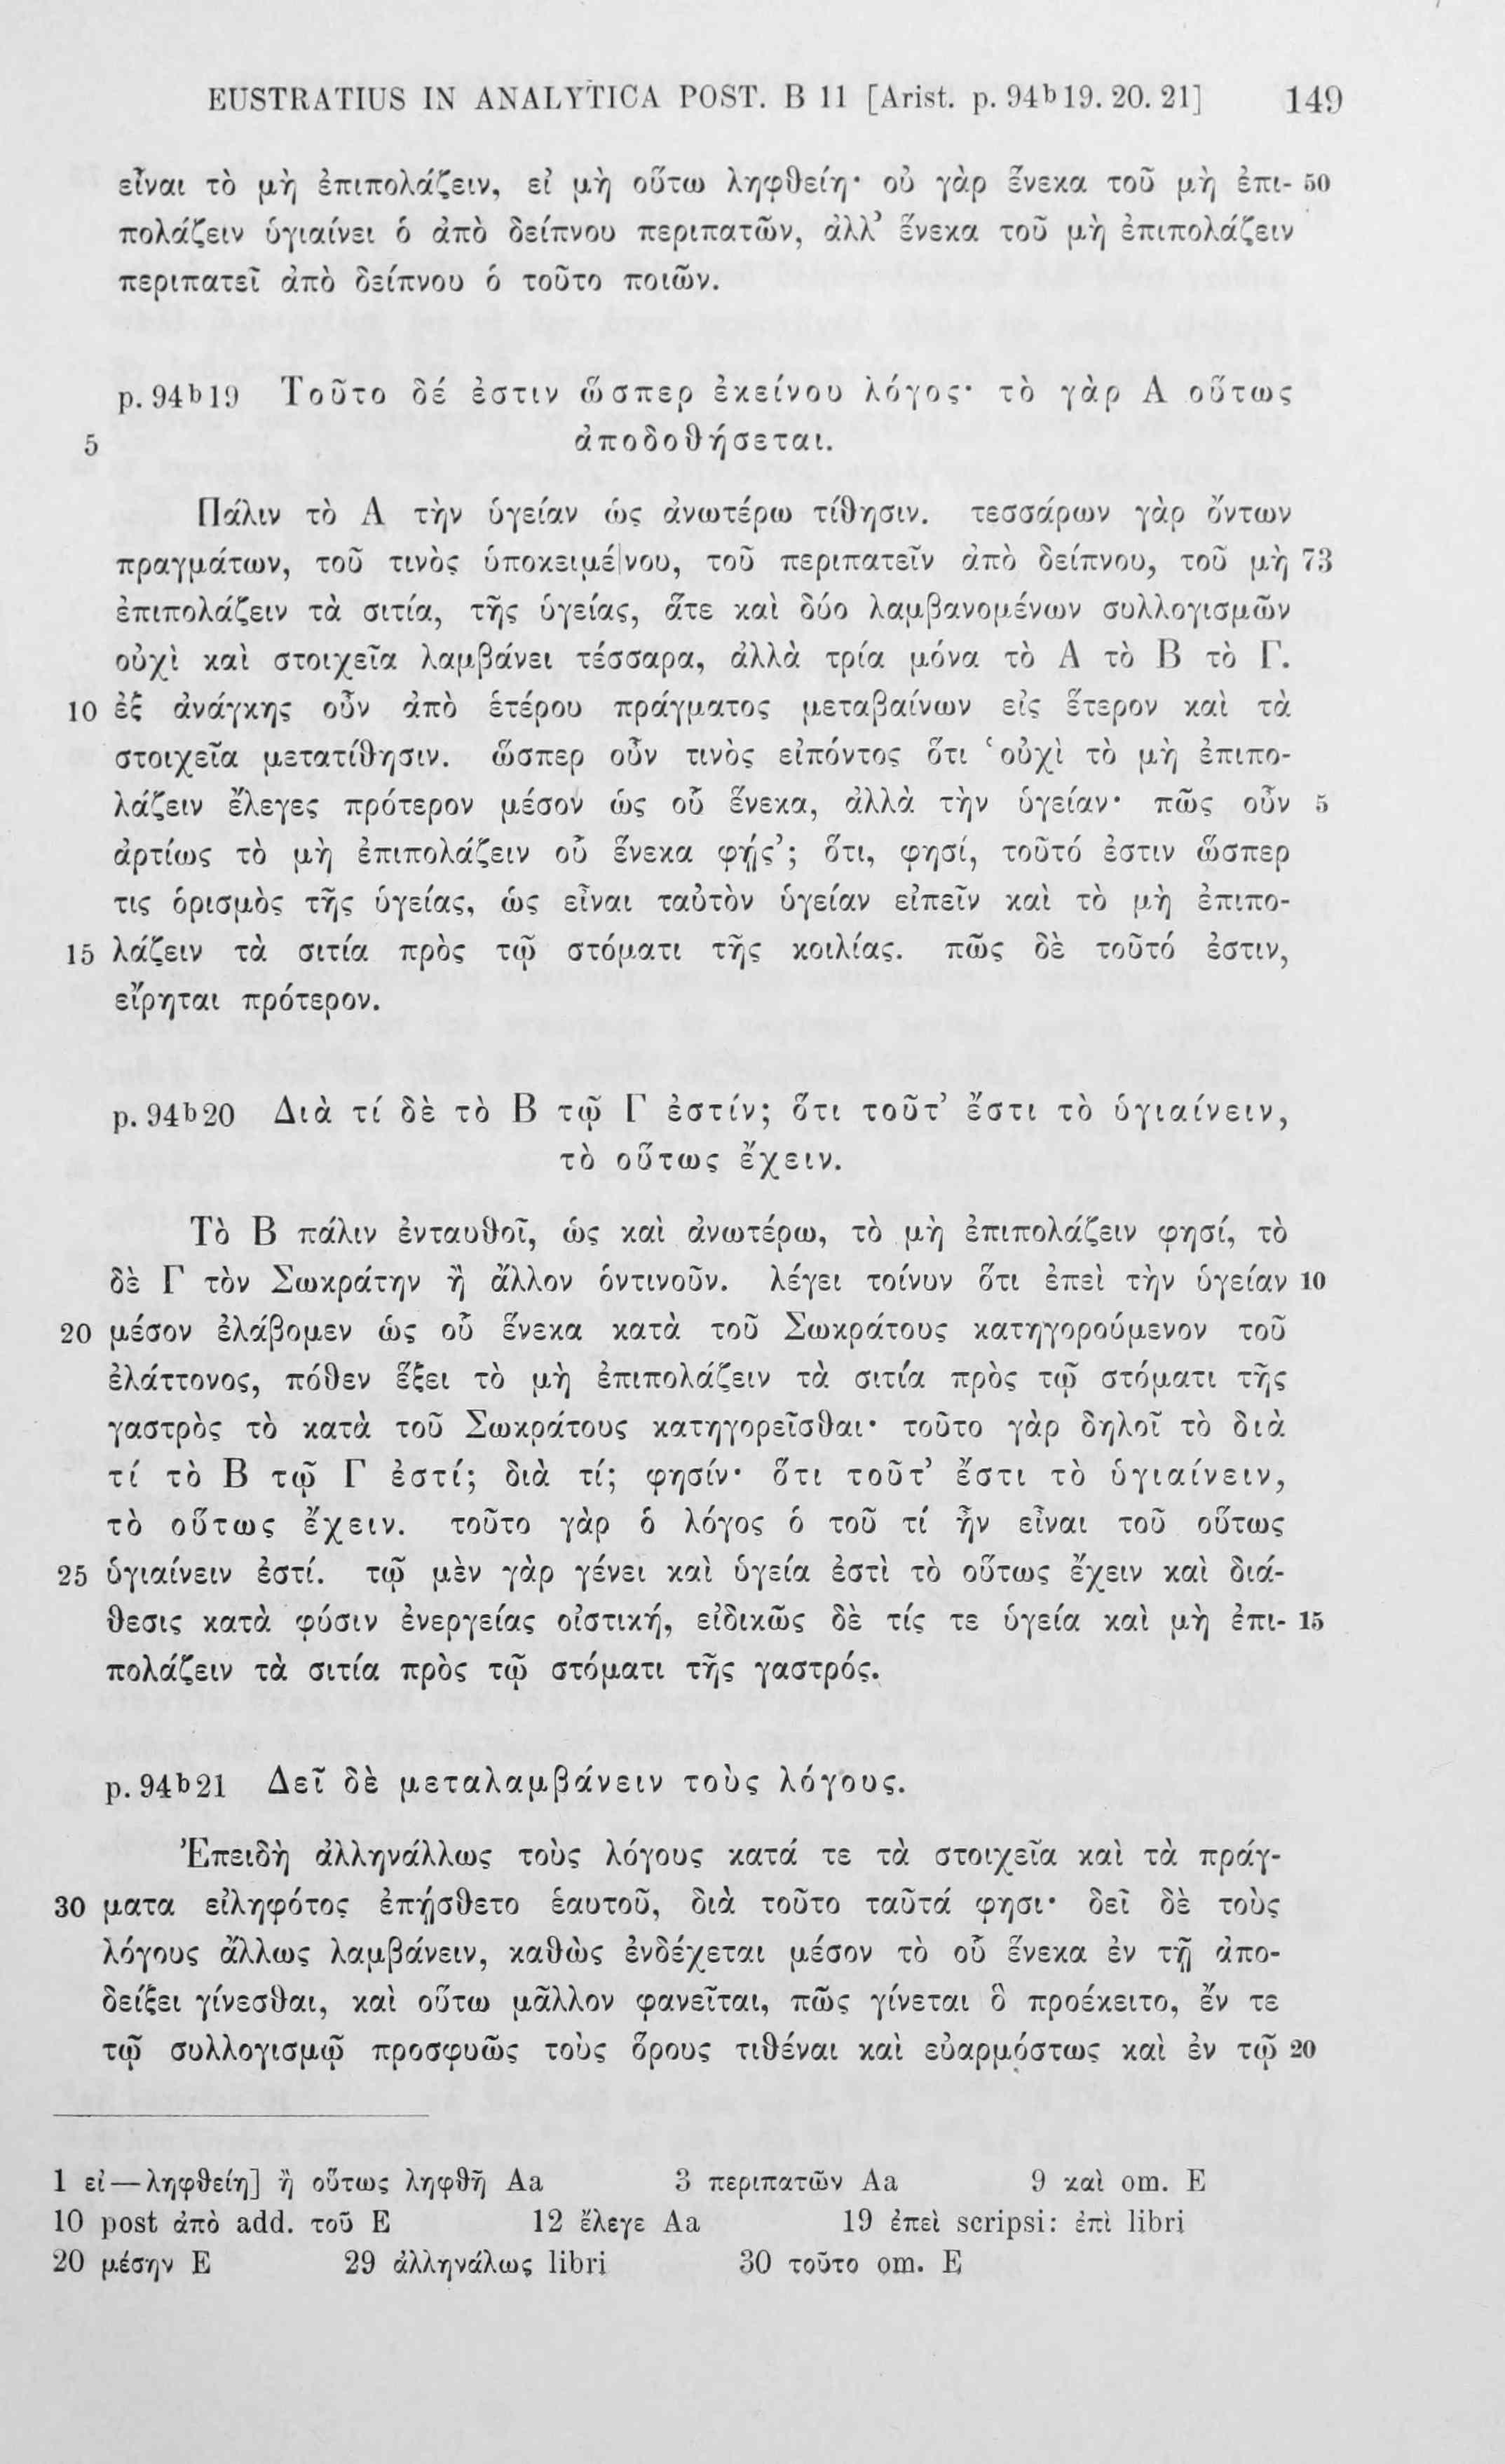 EUSTRATIUS IN ANALYTICA POST. B 11 [Arist. p. 94ᵇ19. 20. 21] 149
εἶναι τὸ μὴ ἐπιπολάζειν, εἰ μὴ οὕτω ληφθείη· οὐ γὰρ ἕνεκα τοῦ μὴ ἐπι- 50
πολάζειν ὑγιαίνει ὁ ἀπὸ δείπνου περιπατῶν, ἀλλ’ ἕνεκα τοῦ μὴ ἐπιπολάζειν
περιπατεῖ ἀπὸ δείπνου ὁ τοῦτο ποιῶν.
p. 94ᵇ19 Τοῦτο δέ ἐστιν ὥσπερ ἐκείνου λόγος· τὸ γὰρ Α οὕτως
5 ἀποδοθήσεται.
Πάλιν τὸ Α τὴν ὑγείαν ὡς ἀνωτέρω τίθησιν. τεσσάρων γὰρ ὄντων
πραγμάτων, τοῦ τινὸς ὑποκειμέ|νου, τοῦ περιπατεῖν ἀπὸ δείπνου, τοῦ μὴ 73
ἐπιπολάζειν τὰ σιτία, τῆς ὑγείας, ἅτε καὶ δύο λαμβανομένων συλλογισμῶν
οὐχὶ καὶ στοιχεῖα λαμβάνει τέσσαρα, ἀλλὰ τρία μόνα τὸ Α τὸ Β τὸ Γ.
10 ἐξ ἀνάγκης οὖν ἀπὸ ἑτέρου πράγματος μεταβαίνων εἰς ἕτερον καὶ τὰ
στοιχεῖα μετατίθησιν. ὥσπερ οὖν τινὸς εἰπόντος ὅτι ‘οὐχὶ τὸ μὴ ἐπιπο-
λάζειν ἔλεγες πρότερον μέσον ὡς οὗ ἕνεκα, ἀλλὰ τὴν ὑγείαν· πῶς οὖν 5
ἀρτίως τὸ μὴ ἐπιπολάζειν οὗ ἕνεκα φῄς’; ὅτι, φησί, τοῦτό ἐστιν ὥσπερ
τις ὁρισμὸς τῆς ὑγείας, ὡς εἶναι ταὐτὸν ὑγείαν εἰπεῖν καὶ τὸ μὴ ἐπιπο-
15 λάζειν τὰ σιτία πρὸς τῷ στόματι τῆς κοιλίας. πῶς δὲ τοῦτό ἐστιν,
εἴρηται πρότερον.
p. 94ᵇ20 Διὰ τί δὲ τὸ Β τῷ Γ ἐστίν; ὅτι τοῦτ’ ἔστι τὸ ὑγιαίνειν,
τὸ οὕτως ἔχειν.
Τὸ Β πάλιν ἐνταυθοῖ, ὡς καὶ ἀνωτέρω, τὸ μὴ ἐπιπολάζειν φησί, τὸ
δὲ Γ τὸν Σωκράτην ἢ ἄλλον ὁντινοῦν. λέγει τοίνυν ὅτι ἐπεὶ τὴν ὑγείαν 10
20 μέσον ἐλάβομεν ὡς οὗ ἕνεκα κατὰ τοῦ Σωκράτους κατηγορούμενον τοῦ
ἐλάττονος, πόθεν ἕξει τὸ μὴ ἐπιπολάζειν τὰ σιτία πρὸς τῷ στόματι τῆς
γαστρὸς τὸ κατὰ τοῦ Σωκράτους κατηγορεῖσθαι· τοῦτο γὰρ δηλοῖ τὸ διὰ
τί τὸ Β τῷ Γ ἐστί; διὰ τί; φησίν· ὅτι τοῦτ’ ἔστι τὸ ὑγιαίνειν,
τὸ οὕτως ἔχειν. τοῦτο γὰρ ὁ λόγος ὁ τοῦ τί ἦν εἶναι τοῦ οὕτως
25 ὑγιαίνειν ἐστί. τῷ μὲν γὰρ γένει καὶ ὑγεία ἐστὶ τὸ οὕτως ἔχειν καὶ διά-
θεσις κατὰ φύσιν ἐνεργείας οἰστική, εἰδικῶς δὲ τίς τε ὑγεία καὶ μὴ ἐπι- 15
πολάζειν τὰ σιτία πρὸς τῷ στόματι τῆς γαστρός.
p. 94ᵇ21 Δεῖ δὲ μεταλαμβάνειν τοὺς λόγους.
Ἐπειδὴ ἀλληνάλλως τοὺς λόγους κατά τε τὰ στοιχεῖα καὶ τὰ πράγ-
30 ματα εἰληφότος ἐπῄσθετο ἑαυτοῦ, διὰ τοῦτο ταῦτά φησι· δεῖ δὲ τοὺς
λόγους ἄλλως λαμβάνειν, καθὼς ἐνδέχεται μέσον τὸ οὗ ἕνεκα ἐν τῇ ἀπο-
δείξει γίνεσθαι, καὶ οὕτω μᾶλλον φανεῖται, πῶς γίνεται ὃ προέκειτο, ἔν τε
τῷ συλλογισμῷ προσφυῶς τοὺς ὅρους τιθέναι καὶ εὐαρμόστως καὶ ἐν τῷ 20
1 εἰ—ληφθείη] ἢ οὕτως ληφθῇ Aa 3 περιπατῶν Aa 9 καὶ om. E
10 post ἀπὸ add. τοῦ E 12 ἔλεγε Aa 19 ἐπεὶ scripsi: ἐπὶ libri
20 μέσην E 29 ἀλληνάλως libri 30 τοῦτο om. E